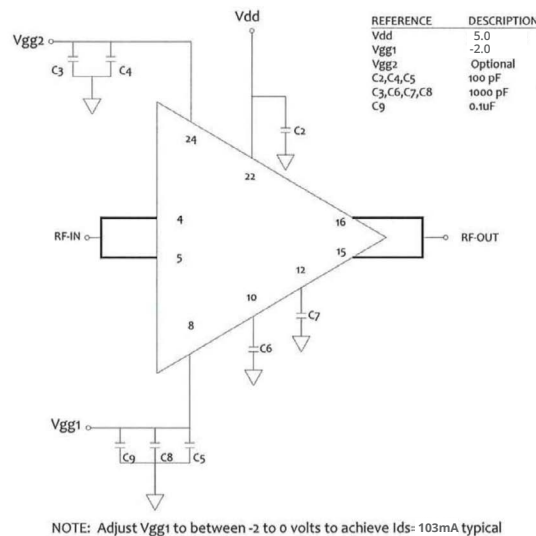 Vdd
REFERENCE DESCRIPTION
Vdd 5.0
Vgg1 -2.0
Vgg2 Optional
C2,C4,C5 100 pF
C3,C6,C7,C8 1000 pF
C9 0.1uF
Vgg2
C3 C4
C2
24
22
4
16
RF-IN
RF-OUT
5
15
12
10
8
C7
C6
Vgg1
C9 C8 C5
NOTE: Adjust Vgg1 to between -2 to 0 volts to achieve Ids= 103mA typical